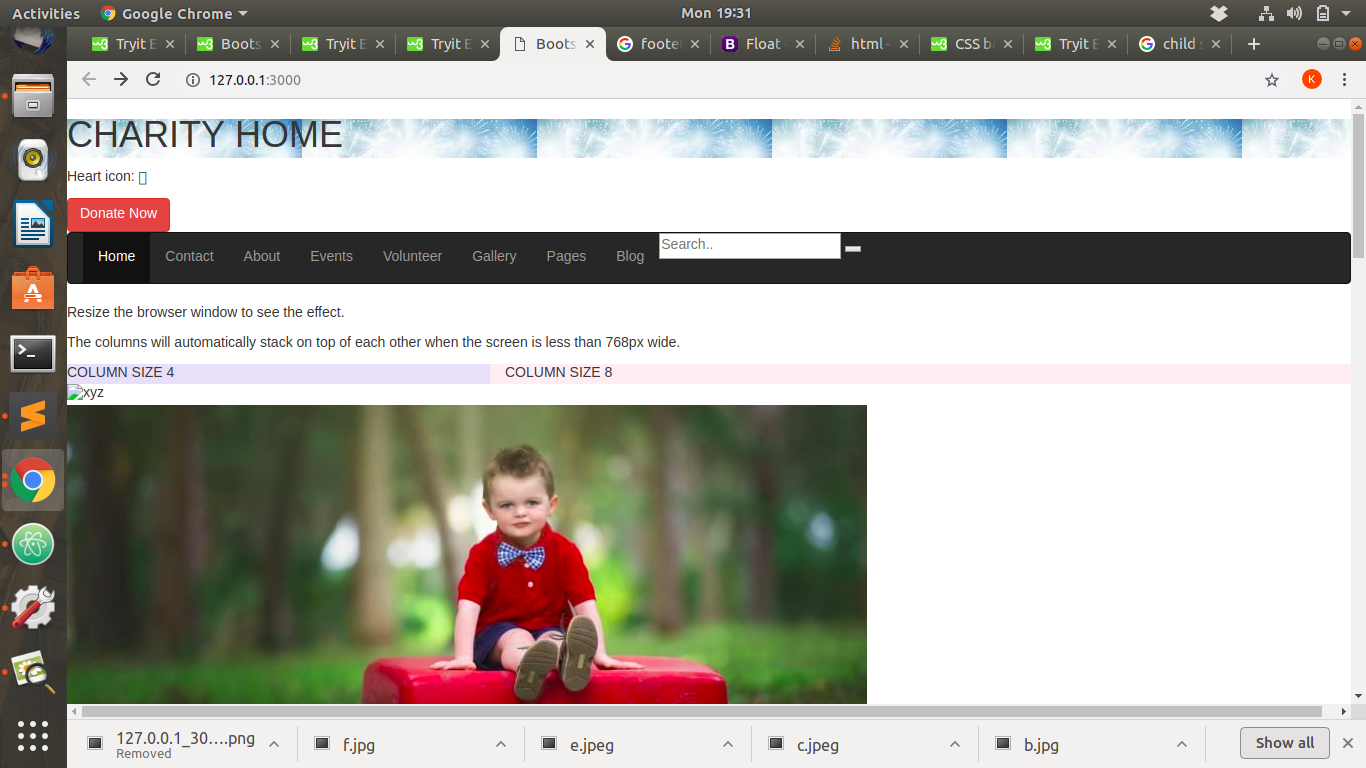 Activities Google Chrome Mon 19:31
Tryit E Boots Tryit E Tryit E Boots foote Float html - CSS b Tryit E child s
127.0.0.1:3000 K
CHARITY HOME
Heart icon:
Donate Now
Home Contact About Events Volunteer Gallery Pages Blog Search..
Resize the browser window to see the effect.
The columns will automatically stack on top of each other when the screen is less than 768px wide.
COLUMN SIZE 4 COLUMN SIZE 8
xyz
127.0.0.1_30....png f.jpg e.jpeg c.jpeg b.jpg Show all
Removed